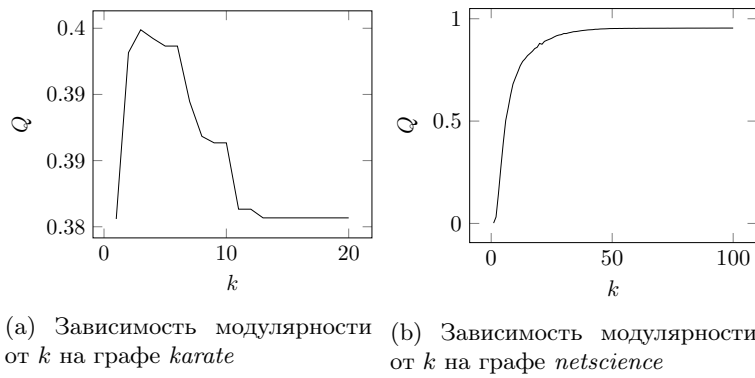 0.4
0.39
0.39
0.38
Q
0
10
20
k
1
0.5
0
Q
0
50
100
k
(a) Зависимость модулярности
от k на графе karate
(b) Зависимость модулярности
от k на графе netscience